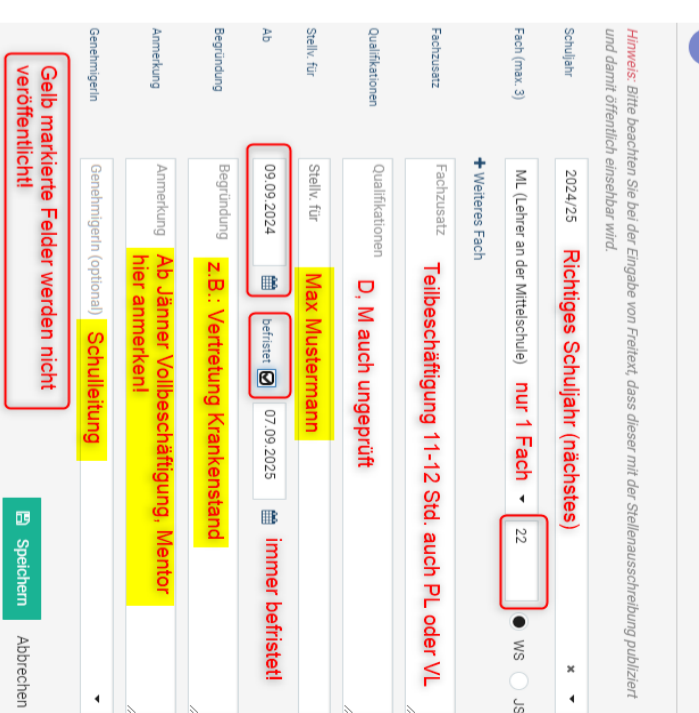 Hinweis: Bitte beachten Sie bei der Eingabe von Freitext, dass dieser mit der Stellenausschreibung publiziert
und damit öffentlich einsehbar wird.
Schuljahr 2024/25 Richtiges Schuljahr (nächstes)
Fach (max. 3) ML (Lehrer an der Mittelschule) nur 1 Fach 22 WS JS
+ Weiteres Fach
Fachzusatz Fachzusatz Teilbeschäftigung 11-12 Std. auch PL oder VL
Qualifikationen Qualifikationen D, M auch ungeprüft
Stellv. für Stellv. für Max Mustermann
Ab 09.09.2024 befristet 07.09.2025 immer befristet!
Begründung Begründung z.B.: Vertretung Krankenstand
Anmerkung Anmerkung Ab Jänner Vollbeschäftigung, Mentor
hier anmerken!
GenehmigerIn GenehmigerIn (optional) Schulleitung
Gelb markierte Felder werden nicht
veröffentlicht!
Speichern Abbrechen